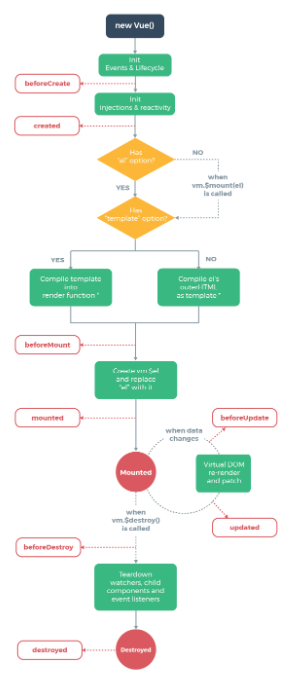 new Vue()
Init
Events & Lifecycle
beforeCreate
Init
injections & reactivity
created
Has
"el" option?
NO
when
vm.$mount(el)
is called
YES
Has
"template" option?
YES
NO
Compile template
into
render function *
Compile el's
outerHTML
as template *
beforeMount
Create vm.$el
and replace
"el" with it
mounted
beforeUpdate
when data
changes
Mounted
Virtual DOM
re-render
and patch
when
vm.$destroy()
is called
updated
beforeDestroy
Teardown
watchers, child
components and
event listeners
destroyed
Destroyed